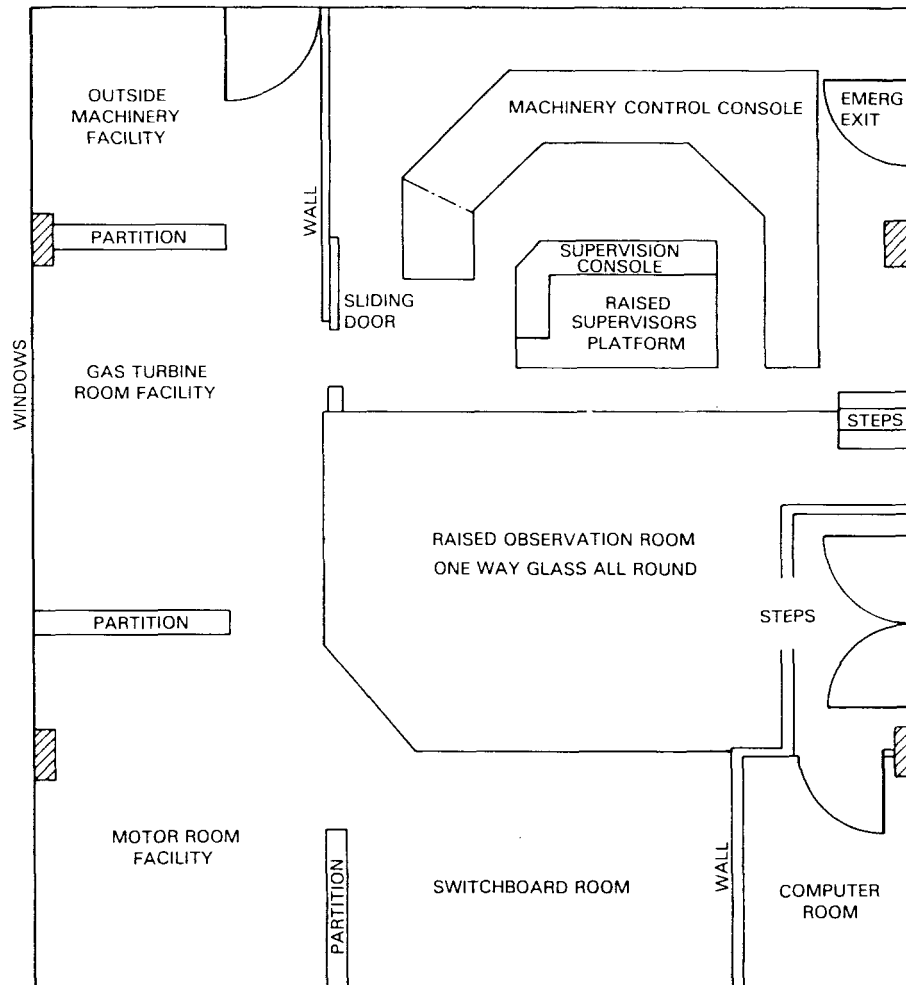 OUTSIDE
MACHINERY
FACILITY
MACHINERY CONTROL CONSOLE
EMERG
EXIT
WALL
PARTITION
SUPERVISION
CONSOLE
SLIDING
DOOR
RAISED
SUPERVISORS
PLATFORM
WINDOWS
GAS TURBINE
ROOM FACILITY
STEPS
RAISED OBSERVATION ROOM
ONE WAY GLASS ALL ROUND
PARTITION
STEPS
MOTOR ROOM
FACILITY
PARTITION
SWITCHBOARD ROOM
WALL
COMPUTER
ROOM